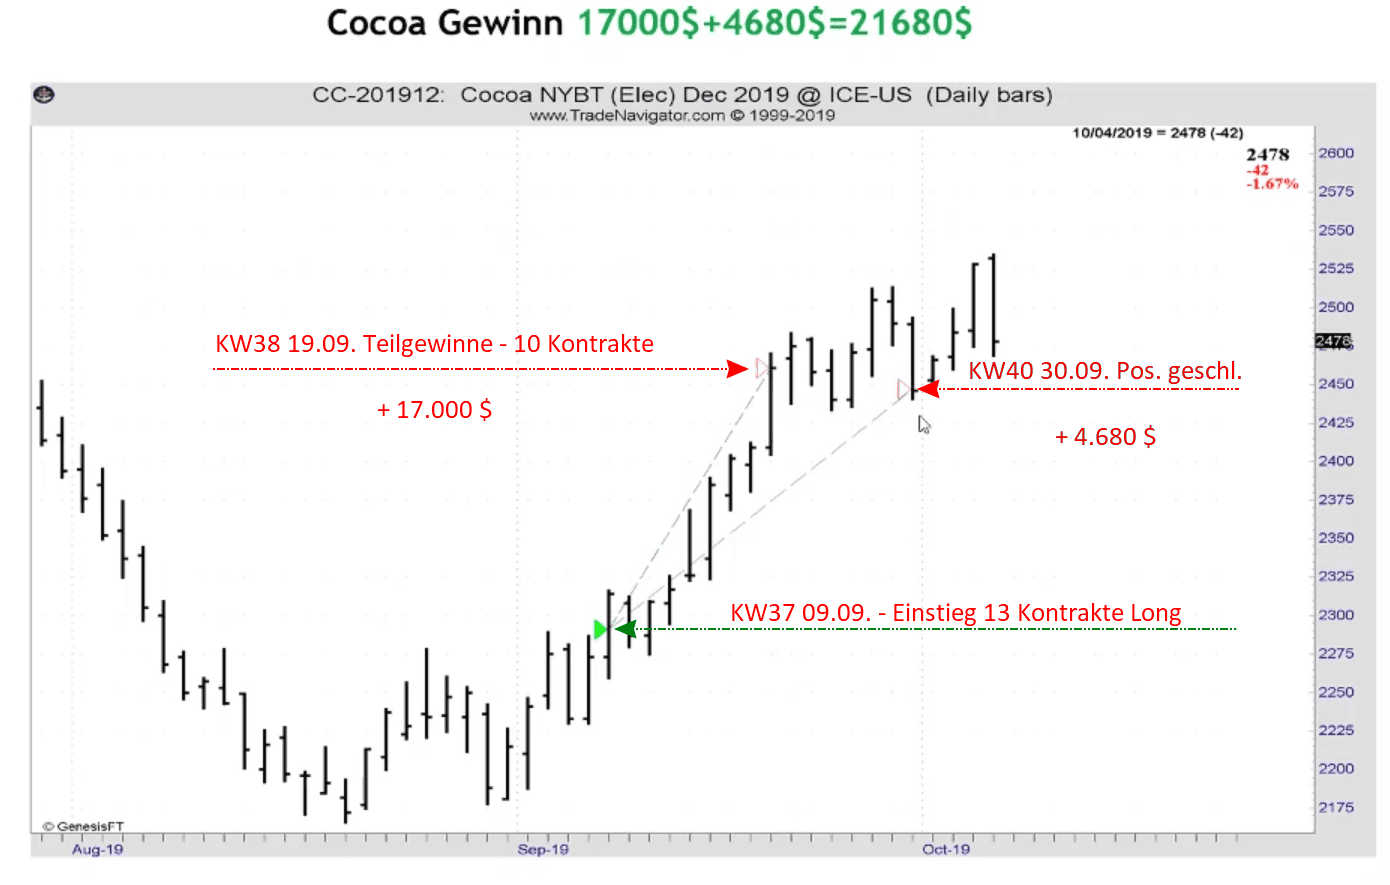 Cocoa Gewinn 17000$+4680$=21680$
CC-201912: Cocoa NYBT (Elec) Dec 2019 @ ICE-US (Daily bars)
www.TradeNavigator.com © 1999-2019
10/04/2019 = 2478 (-42)
2478
-42
-1.67%
2600
2575
2550
2525
2500
2478
2450
2425
2400
2375
2350
2325
2300
2275
2250
2225
2200
2175
KW38 19.09. Teilgewinne - 10 Kontrakte
+ 17.000 $
KW40 30.09. Pos. geschl.
+ 4.680 $
KW37 09.09. - Einstieg 13 Kontrakte Long
© GenesisFT
Aug-19
Sep-19
Oct-19